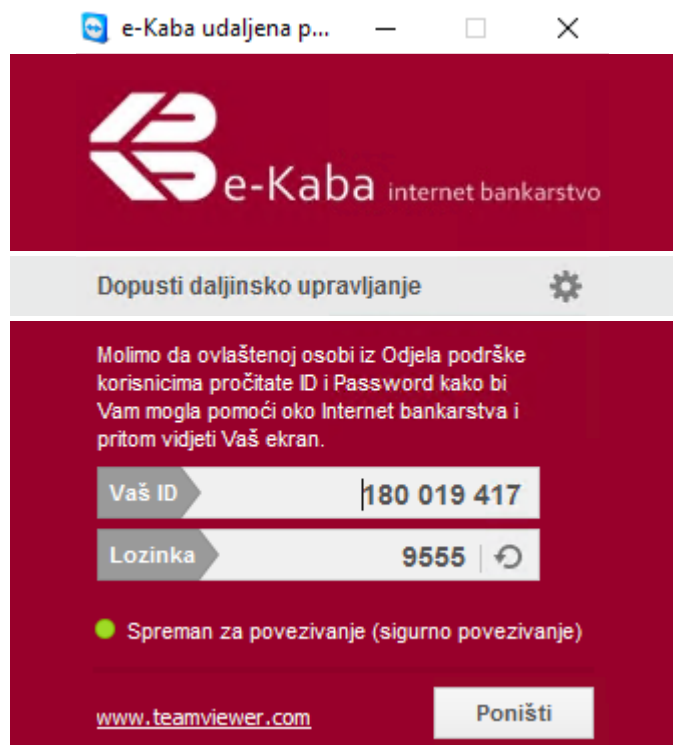 e-Kaba udaljena p...
e-Kaba internet bankarstvo
Dopusti daljinsko upravljanje
Molimo da ovlaštenoj osobi iz Odjela podrške
korisnicima pročitate ID i Password kako bi
Vam mogla pomoći oko Internet bankarstva i
pritom vidjeti Vaš ekran.
Vaš ID 180 019 417
Lozinka 9555
Spreman za povezivanje (sigurno povezivanje)
www.teamviewer.com Poništi